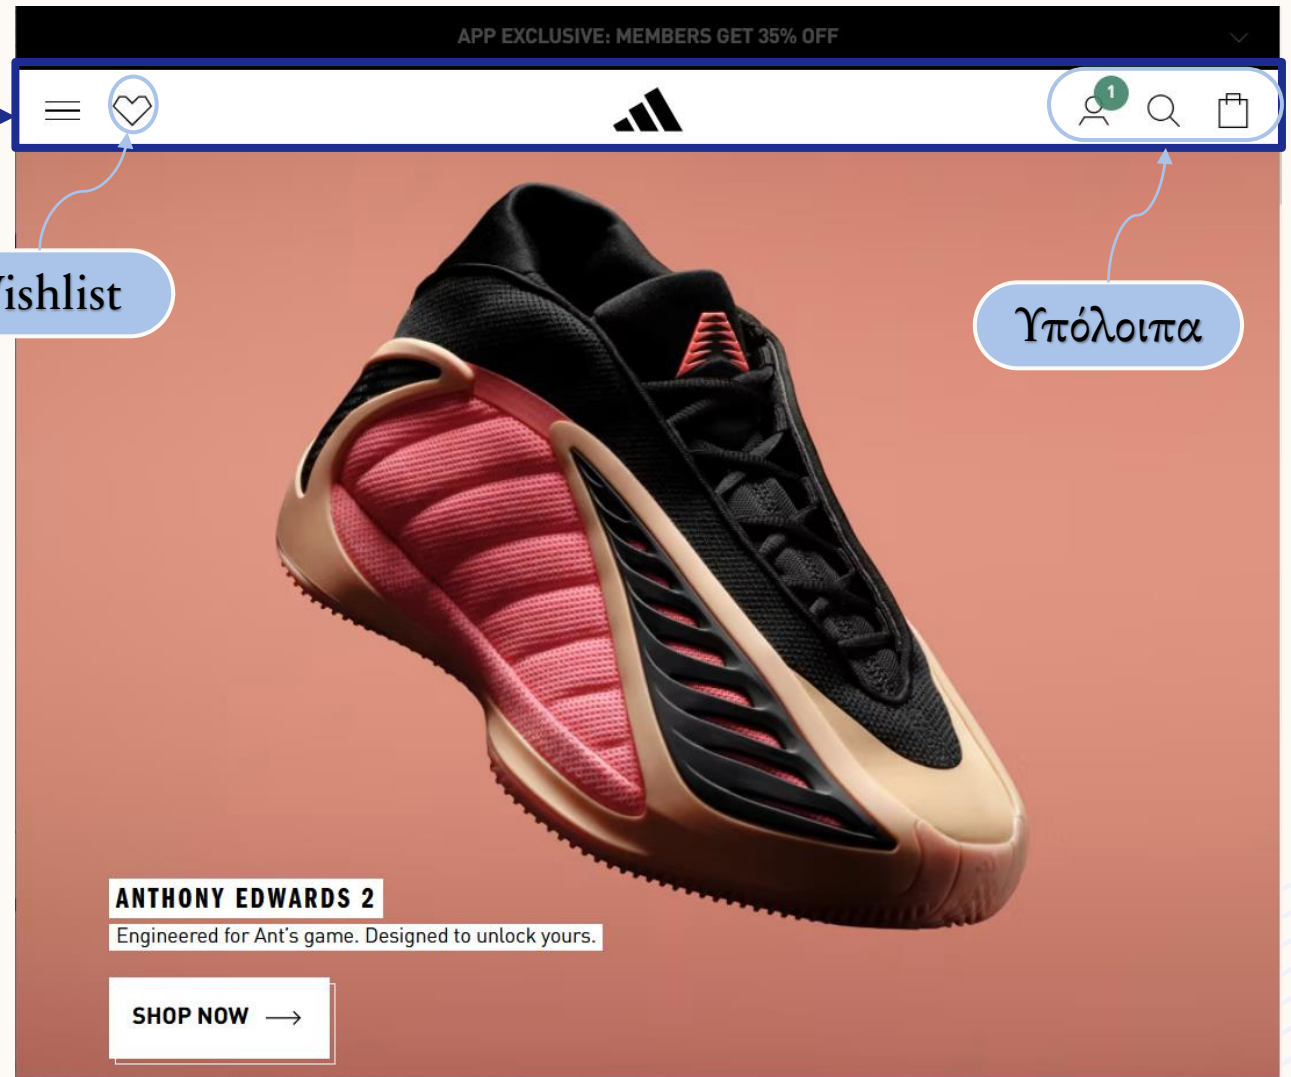 APP EXCLUSIVE: MEMBERS GET 35% OFF
1
ishlist
Υπόλοιπα
ANTHONY EDWARDS 2
Engineered for Ant's game. Designed to unlock yours.
SHOP NOW